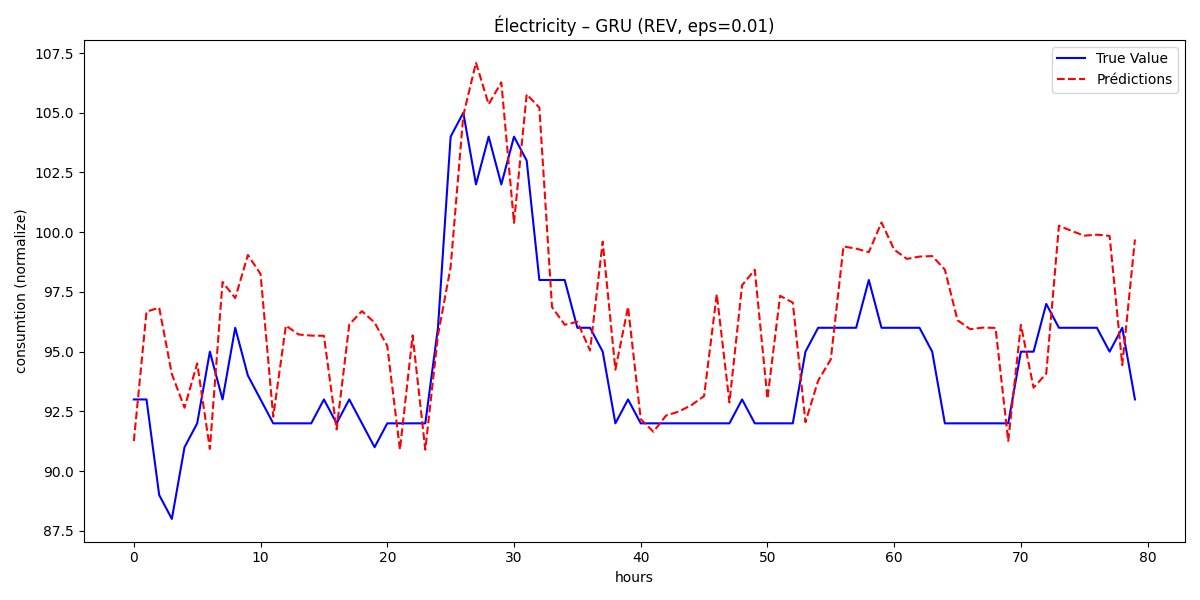 Électricity – GRU (REV, eps=0.01)
True Value
Prédictions
consumtion (normalize)
107.5
105.0
102.5
100.0
97.5
95.0
92.5
90.0
87.5
0 10 20 30 40 50 60 70 80
hours